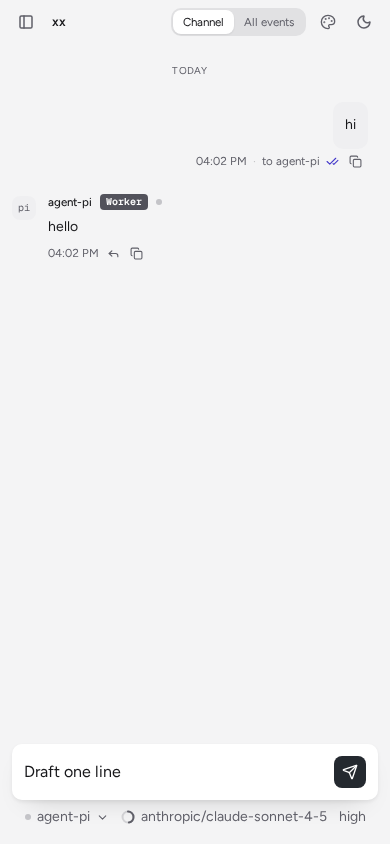 xx
Channel
All events
TODAY
hi
04:02 PM · to agent-pi
pi
agent-pi Worker
hello
04:02 PM
Draft one line
agent-pi anthropic/claude-sonnet-4-5 high